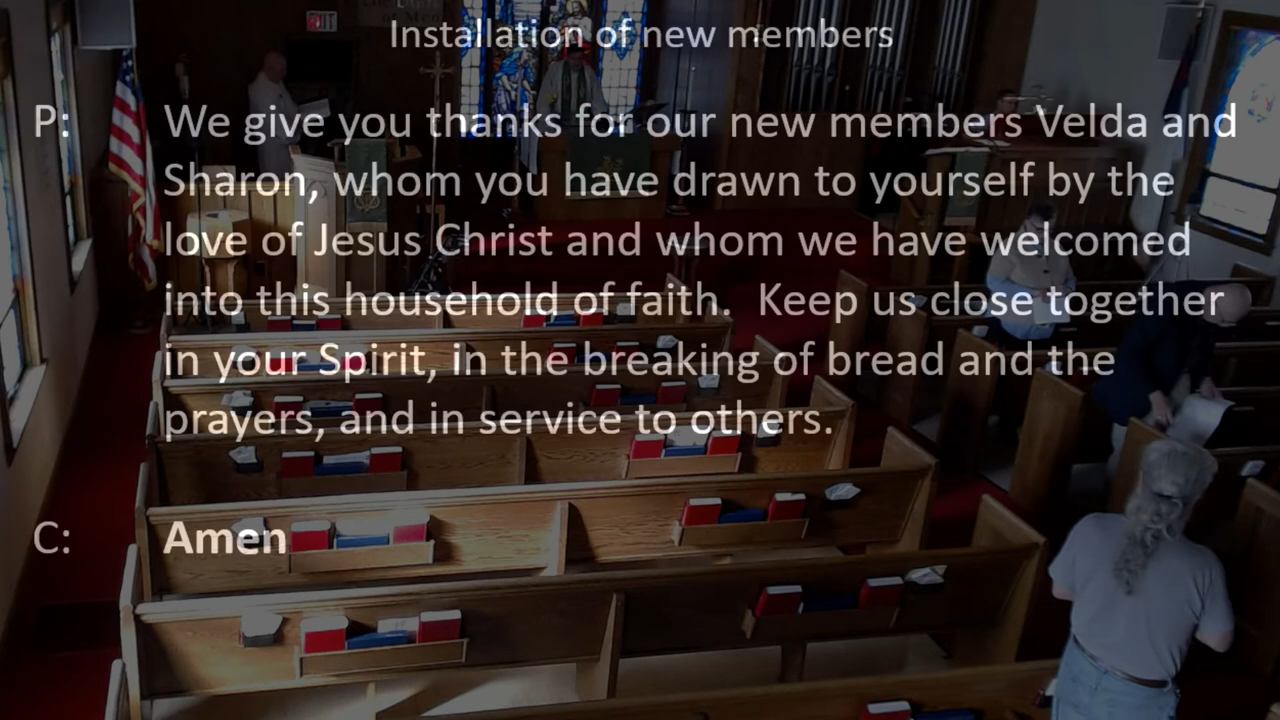 Installation of new members
P: We give you thanks for our new members Velda and
Sharon, whom you have drawn to yourself by the
love of Jesus Christ and whom we have welcomed
into this household of faith.  Keep us close together
in your Spirit, in the breaking of bread and the
prayers, and in service to others.
C: Amen